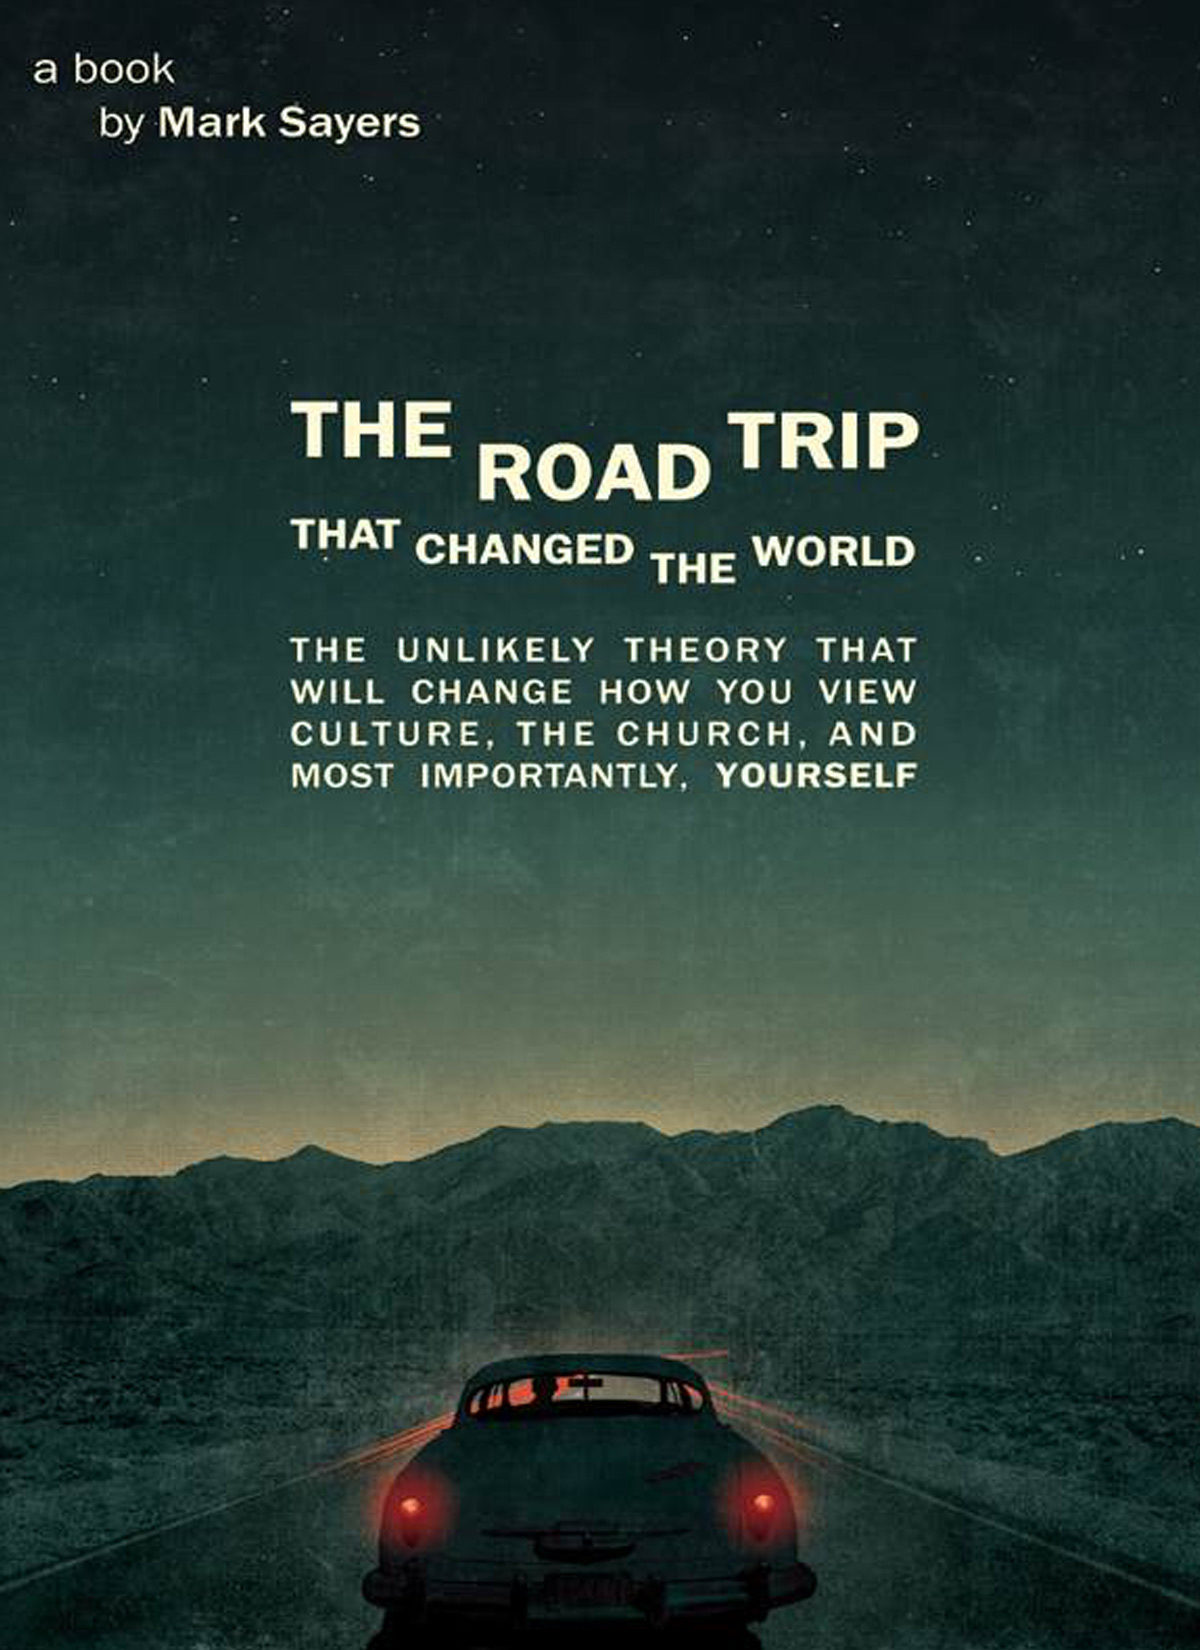 a book
by Mark Sayers
THE ROAD TRIP
THAT CHANGED THE WORLD
THE UNLIKELY THEORY THAT
WILL CHANGE HOW YOU VIEW
CULTURE, THE CHURCH, AND
MOST IMPORTANTLY, YOURSELF